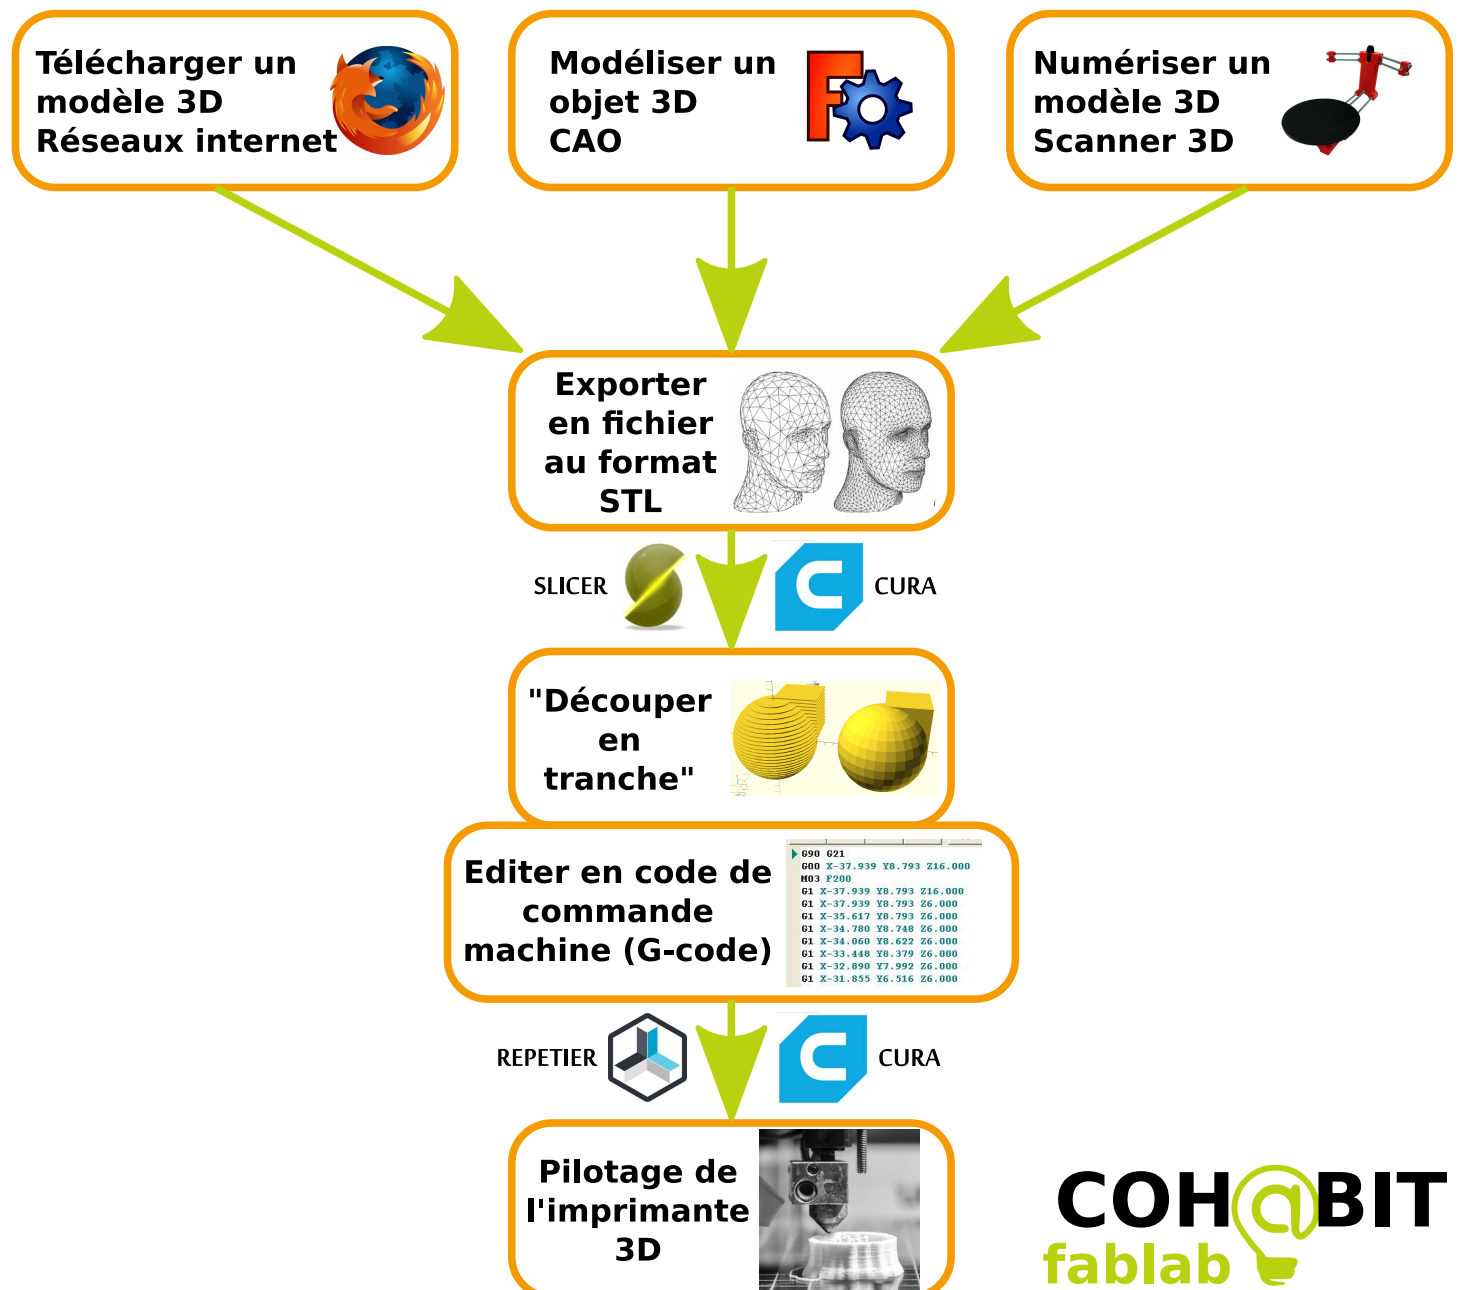 Télécharger un
modèle 3D
Réseaux internet
Modéliser un
objet 3D
CAO
Numériser un
modèle 3D
Scanner 3D
Exporter
en fichier
au format
STL
SLICER
CURA
"Découper
en
tranche"
Editer en code de
commande
machine (G-code)
G90 G21
G00 X-37.939 Y8.793 Z16.000
M03 F200
G1 X-37.939 Y8.793 Z16.000
G1 X-37.939 Y8.793 Z6.000
G1 X-35.617 Y8.793 Z6.000
G1 X-34.780 Y8.748 Z6.000
G1 X-34.060 Y8.622 Z6.000
G1 X-33.448 Y8.379 Z6.000
G1 X-32.890 Y7.992 Z6.000
G1 X-31.855 Y6.516 Z6.000
REPETIER
CURA
Pilotage de
l'imprimante
3D
COH@BIT
fablab